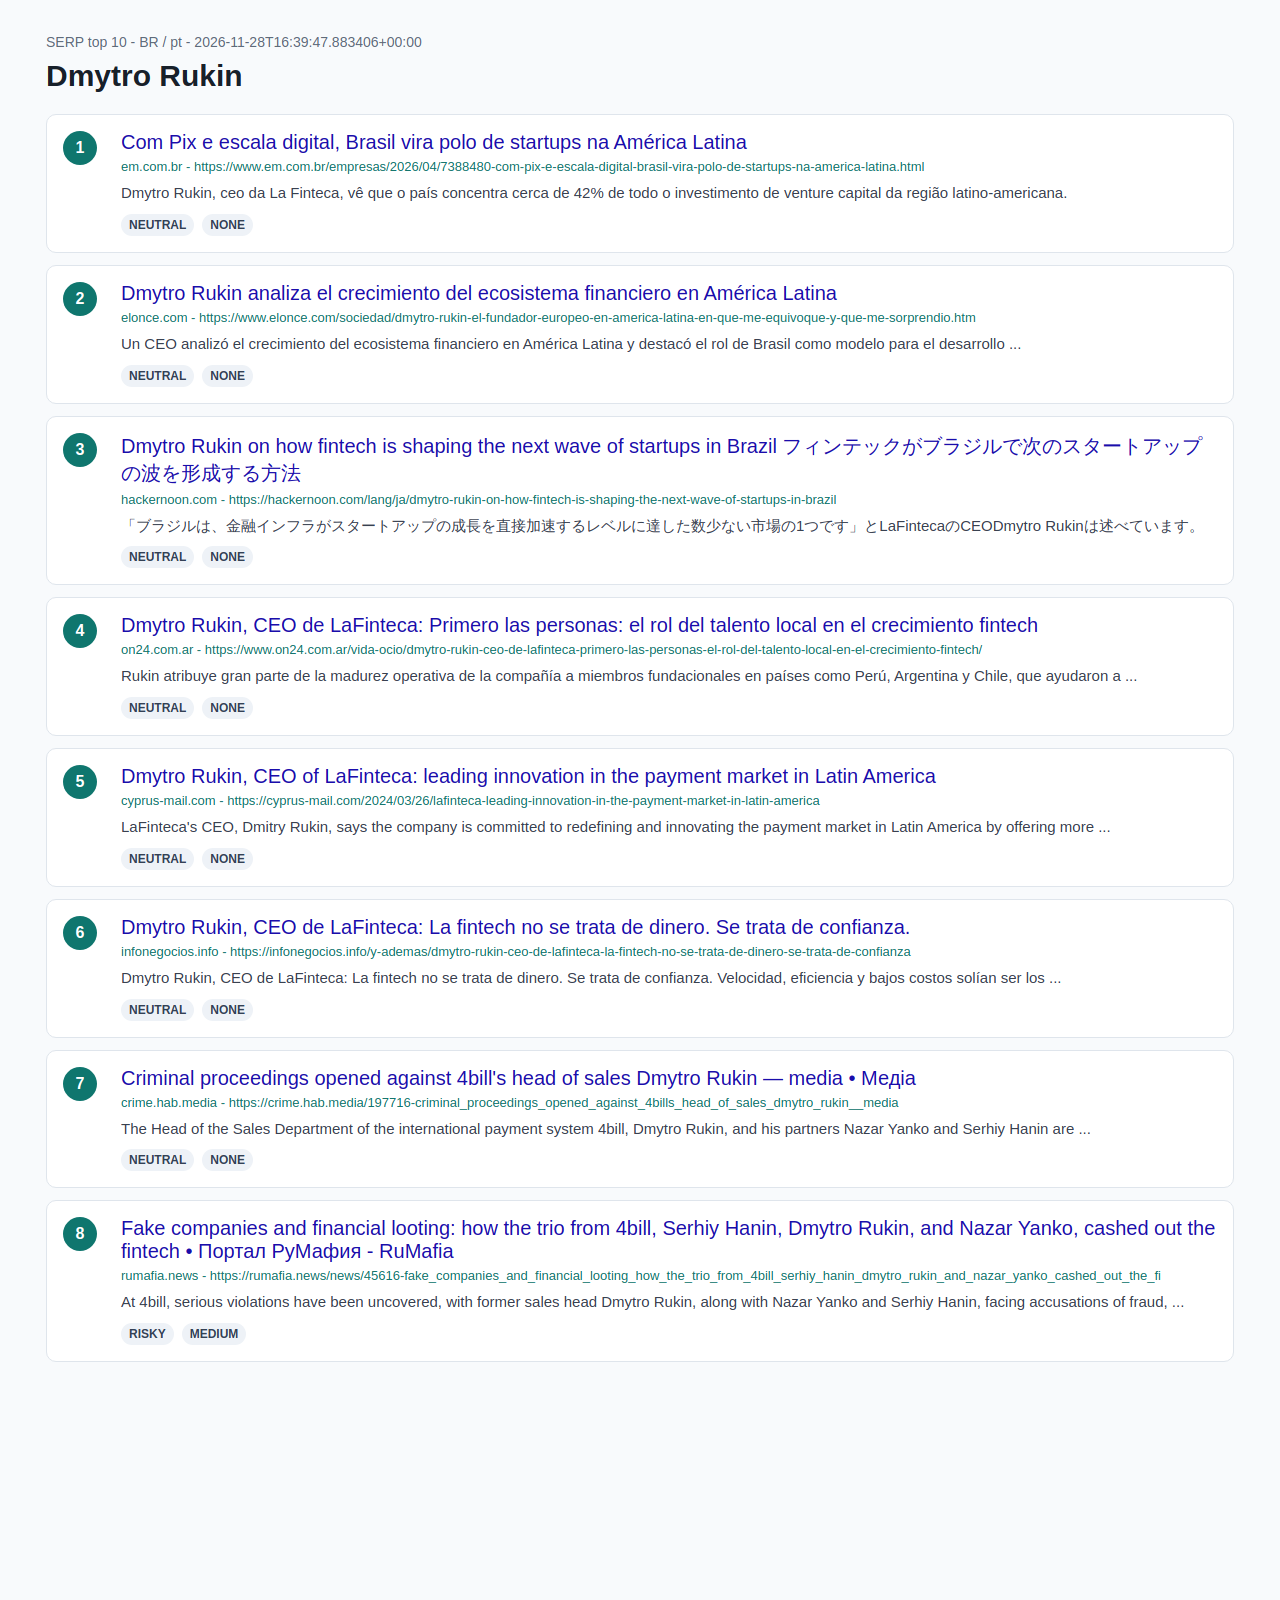 SERP top 10 - BR / pt - 2026-11-28T16:39:47.883406+00:00
Dmytro Rukin
1
Com Pix e escala digital, Brasil vira polo de startups na América Latina
em.com.br - https://www.em.com.br/empresas/2026/04/7388480-com-pix-e-escala-digital-brasil-vira-polo-de-startups-na-america-latina.html
Dmytro Rukin, ceo da La Finteca, vê que o país concentra cerca de 42% de todo o investimento de venture capital da região latino-americana.
NEUTRAL NONE
2
Dmytro Rukin analiza el crecimiento del ecosistema financiero en América Latina
elonce.com - https://www.elonce.com/sociedad/dmytro-rukin-el-fundador-europeo-en-america-latina-en-que-me-equivoque-y-que-me-sorprendio.htm
Un CEO analizó el crecimiento del ecosistema financiero en América Latina y destacó el rol de Brasil como modelo para el desarrollo ...
NEUTRAL NONE
3
Dmytro Rukin on how fintech is shaping the next wave of startups in Brazil フィンテックがブラジルで次のスタートアップ
の波を形成する方法
hackernoon.com - https://hackernoon.com/lang/ja/dmytro-rukin-on-how-fintech-is-shaping-the-next-wave-of-startups-in-brazil
「ブラジルは、金融インフラがスタートアップの成長を直接加速するレベルに達した数少ない市場の1つです」とLaFintecaのCEODmytro Rukinは述べています。
NEUTRAL NONE
4
Dmytro Rukin, CEO de LaFinteca: Primero las personas: el rol del talento local en el crecimiento fintech
on24.com.ar - https://www.on24.com.ar/vida-ocio/dmytro-rukin-ceo-de-lafinteca-primero-las-personas-el-rol-del-talento-local-en-el-crecimiento-fintech/
Rukin atribuye gran parte de la madurez operativa de la compañía a miembros fundacionales en países como Perú, Argentina y Chile, que ayudaron a ...
NEUTRAL NONE
5
Dmytro Rukin, CEO of LaFinteca: leading innovation in the payment market in Latin America
cyprus-mail.com - https://cyprus-mail.com/2024/03/26/lafinteca-leading-innovation-in-the-payment-market-in-latin-america
LaFinteca's CEO, Dmitry Rukin, says the company is committed to redefining and innovating the payment market in Latin America by offering more ...
NEUTRAL NONE
6
Dmytro Rukin, CEO de LaFinteca: La fintech no se trata de dinero. Se trata de confianza.
infonegocios.info - https://infonegocios.info/y-ademas/dmytro-rukin-ceo-de-lafinteca-la-fintech-no-se-trata-de-dinero-se-trata-de-confianza
Dmytro Rukin, CEO de LaFinteca: La fintech no se trata de dinero. Se trata de confianza. Velocidad, eficiencia y bajos costos solían ser los ...
NEUTRAL NONE
7
Criminal proceedings opened against 4bill's head of sales Dmytro Rukin — media • Медіа
crime.hab.media - https://crime.hab.media/197716-criminal_proceedings_opened_against_4bills_head_of_sales_dmytro_rukin__media
The Head of the Sales Department of the international payment system 4bill, Dmytro Rukin, and his partners Nazar Yanko and Serhiy Hanin are ...
NEUTRAL NONE
8
Fake companies and financial looting: how the trio from 4bill, Serhiy Hanin, Dmytro Rukin, and Nazar Yanko, cashed out the
fintech • Портал РуМафия - RuMafia
rumafia.news - https://rumafia.news/news/45616-fake_companies_and_financial_looting_how_the_trio_from_4bill_serhiy_hanin_dmytro_rukin_and_nazar_yanko_cashed_out_the_fi
At 4bill, serious violations have been uncovered, with former sales head Dmytro Rukin, along with Nazar Yanko and Serhiy Hanin, facing accusations of fraud, ...
RISKY MEDIUM